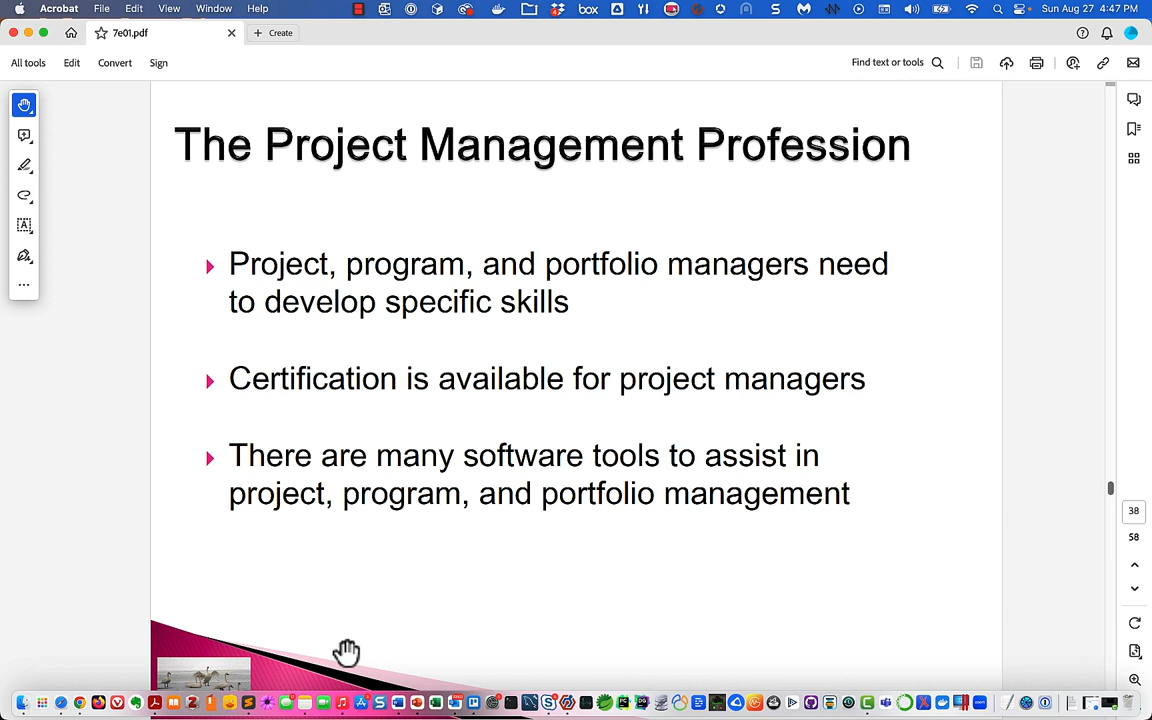 Acrobat File Edit View Window Help box Sun Aug 27 4:47 PM
7e01.pdf Create
All tools Edit Convert Sign Find text or tools
The Project Management Profession
Project, program, and portfolio managers need
to develop specific skills
Certification is available for project managers
There are many software tools to assist in
project, program, and portfolio management
38
58